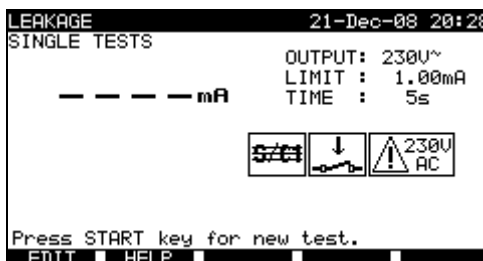 LEAKAGE 21-Dec-08 20:28
SINGLE TESTS
OUTPUT: 230V~
LIMIT : 1.00mA
TIME : 5s
– – – – mA
S/C1
230V
AC
Press START key for new test.
EDIT HELP